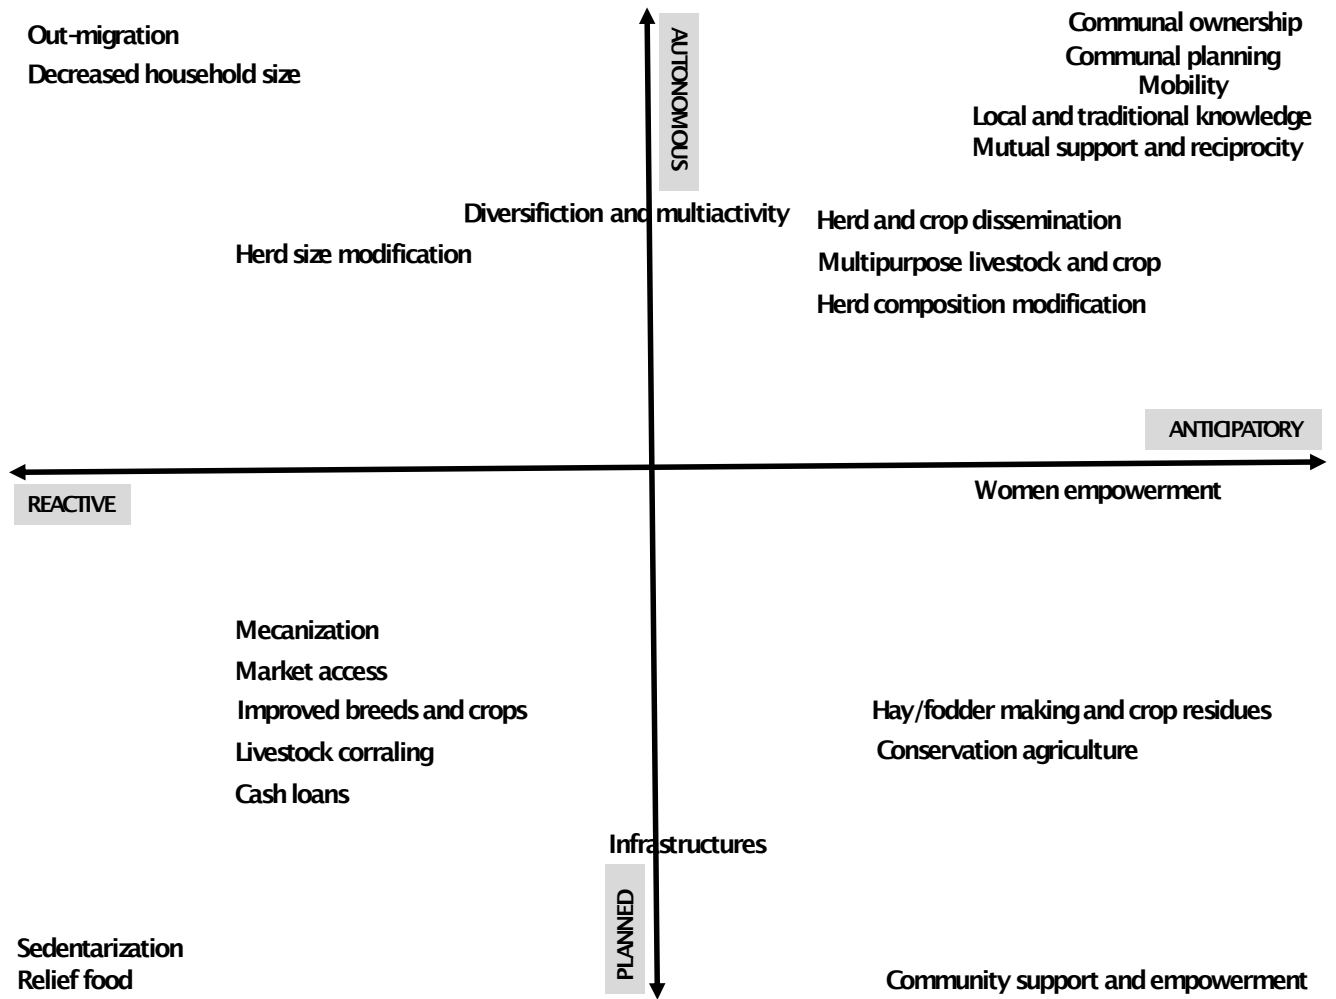 Out-migration
Decreased household size
AUTONOMOUS
Communal ownership
Communal planning
Mobility
Local and traditional knowledge
Mutual support and reciprocity
Diversifiction and multiactivity
Herd size modification
Herd and crop dissemination
Multipurpose livestock and crop
Herd composition modification
ANTICIPATORY
REACTIVE
Women empowerment
Mecanization
Market access
Improved breeds and crops
Livestock corraling
Cash loans
Hay/fodder making and crop residues
Conservation agriculture
Infrastructures
PLANNED
Sedentarization
Relief food
Community support and empowerment